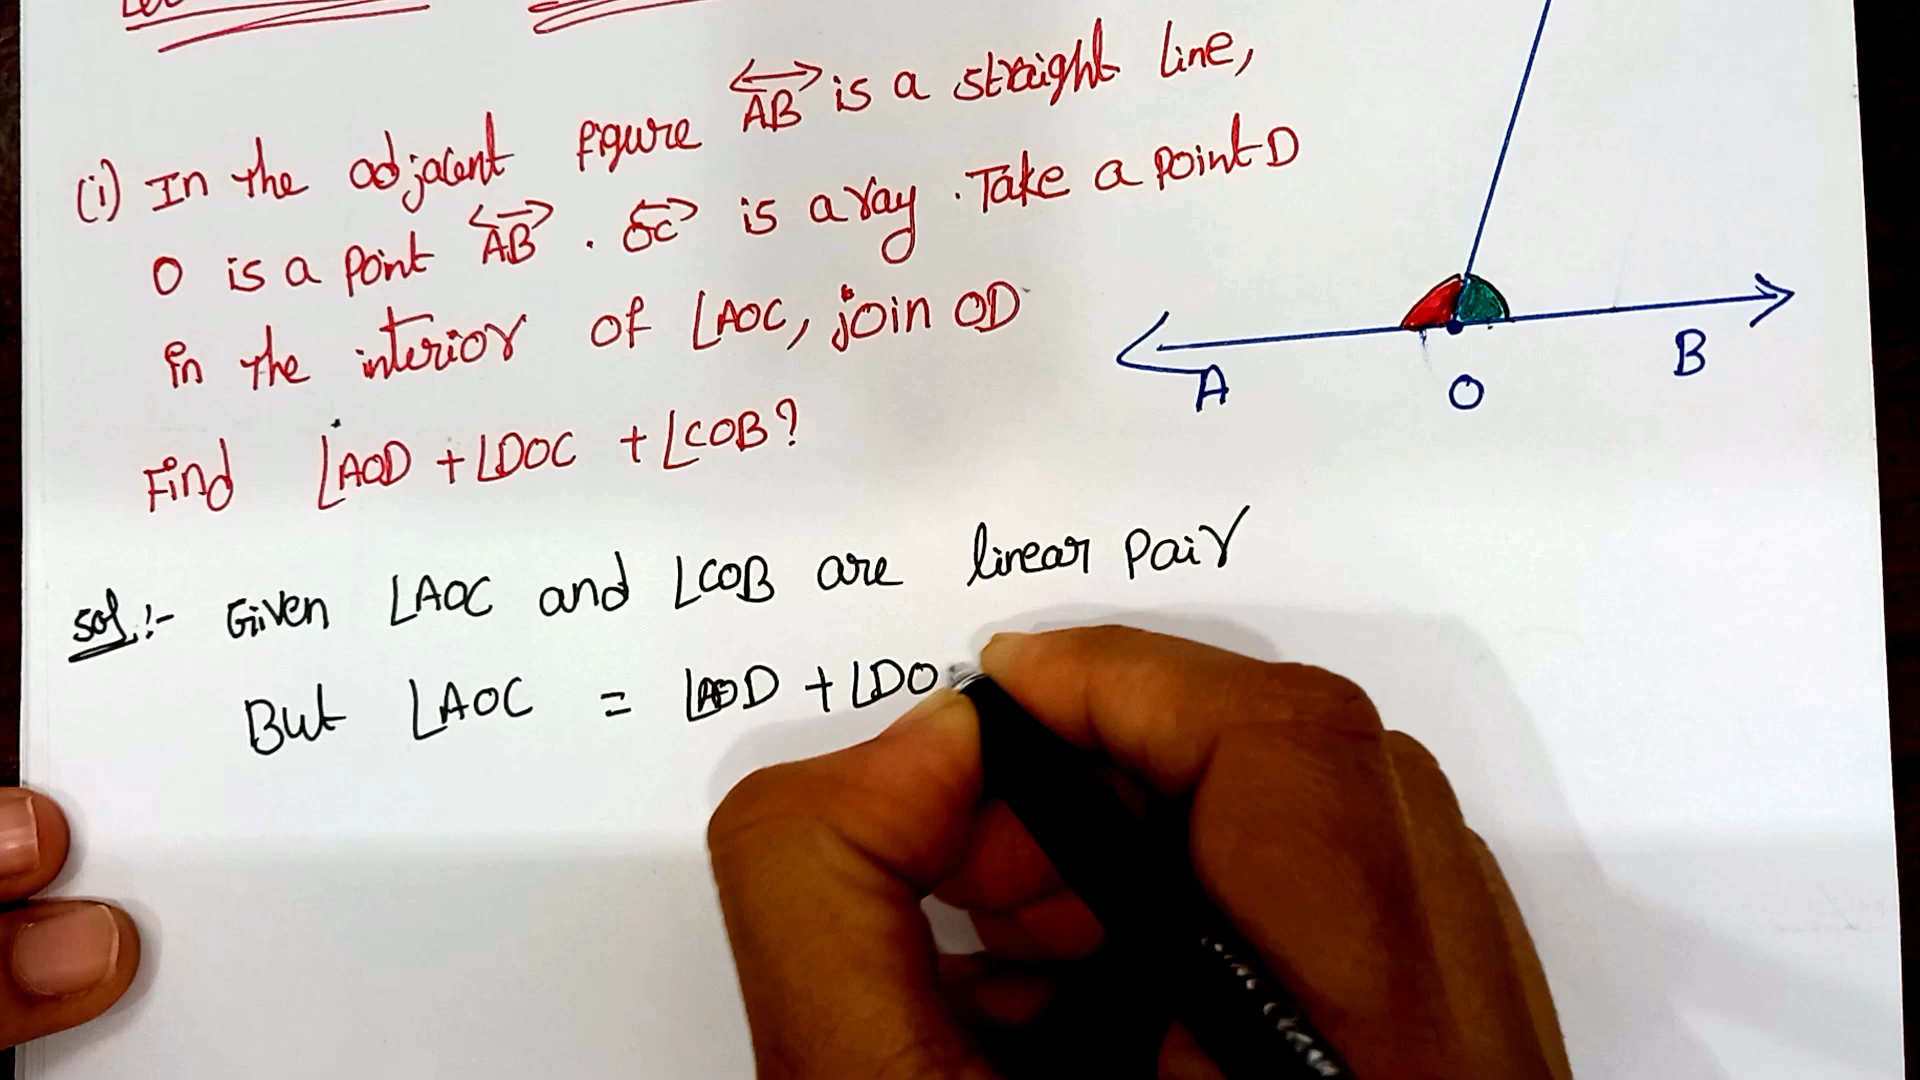 (i) In the adjacent figure AB is a straight line,
O is a point AB . OC is a ray . Take a point D
in the interior of ∠AOC, join OD
Find ∠AOD + ∠DOC + ∠COB?
A
O
B
Sol:- Given ∠AOC and ∠COB are linear pair
But ∠AOC = ∠AOD + ∠DO